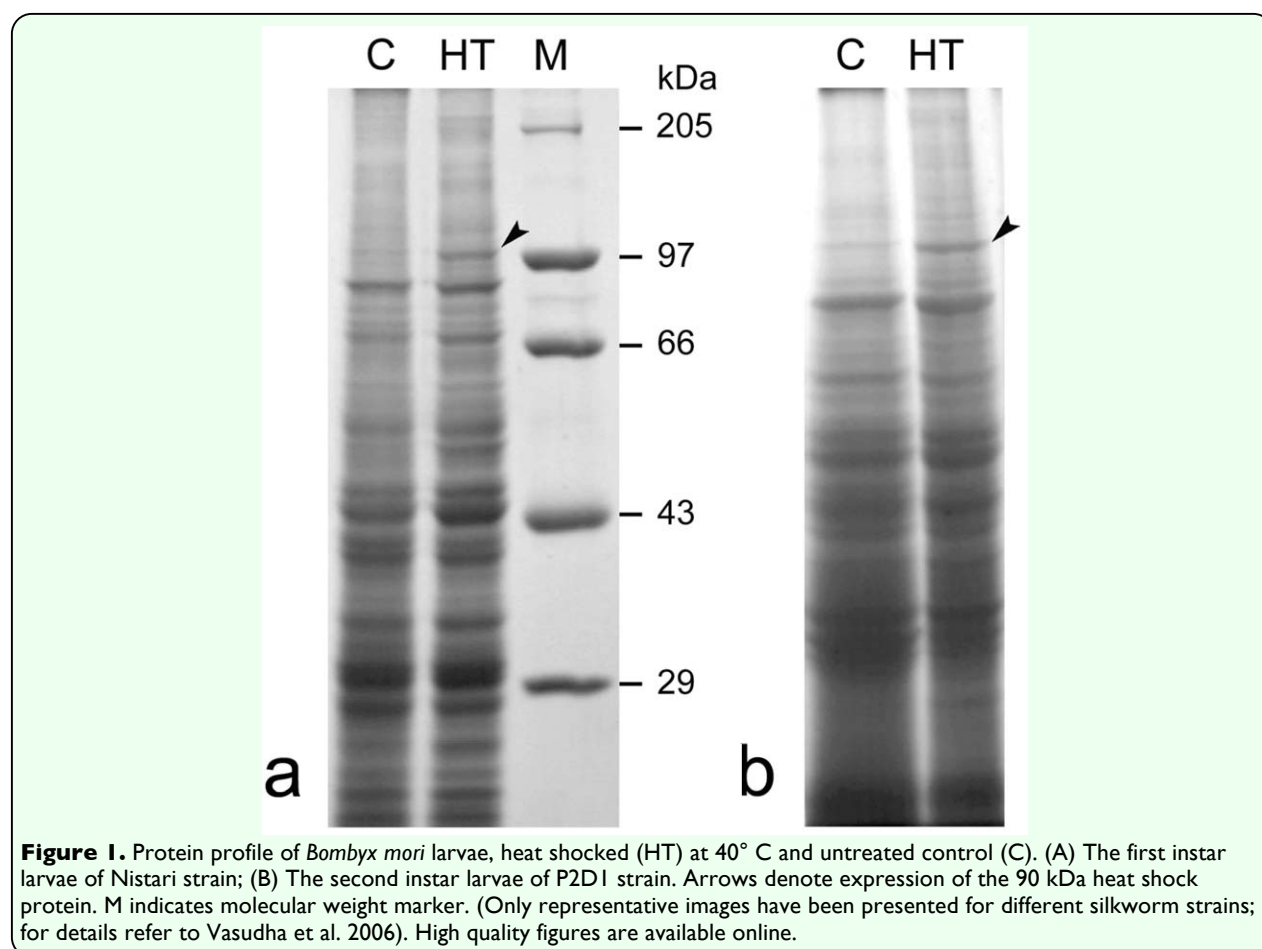 C HT M
kDa
205
97
66
43
29
a
C HT
b
Figure 1. Protein profile of Bombyx mori larvae, heat shocked (HT) at 40° C and untreated control (C). (A) The first instar
larvae of Nistari strain; (B) The second instar larvae of P2D1 strain. Arrows denote expression of the 90 kDa heat shock
protein. M indicates molecular weight marker. (Only representative images have been presented for different silkworm strains;
for details refer to Vasudha et al. 2006). High quality figures are available online.